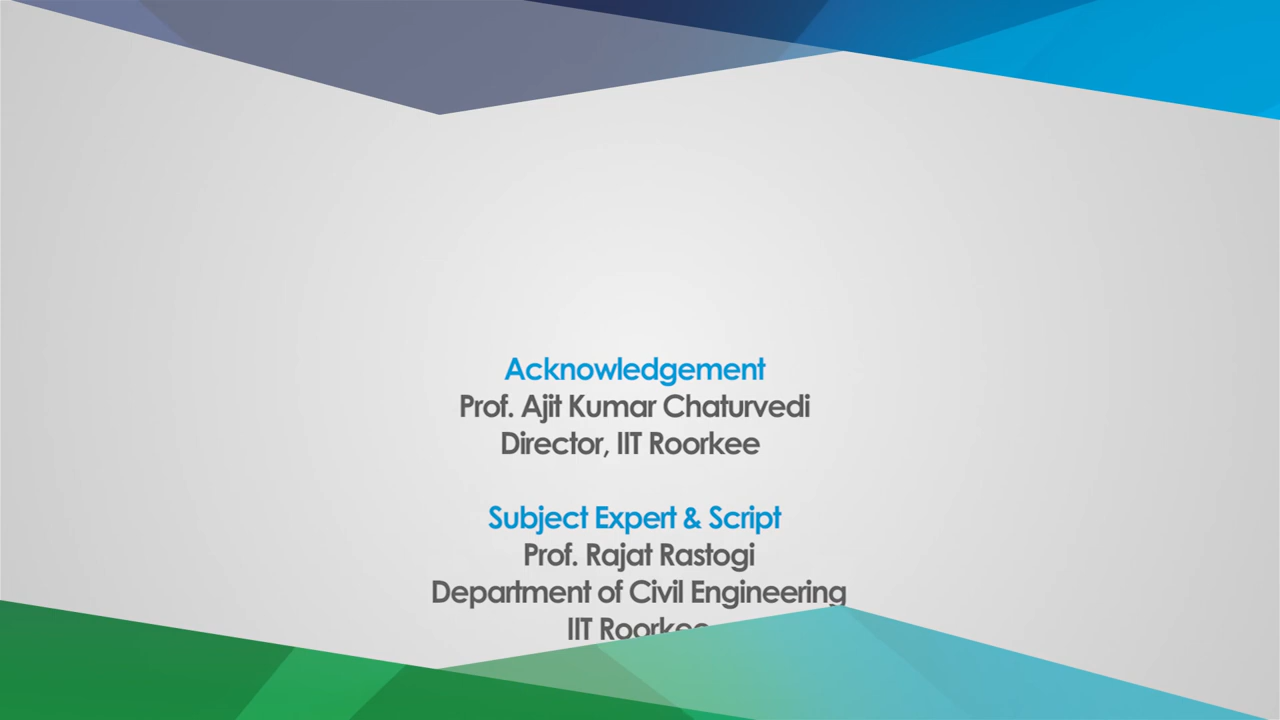 Acknowledgement
Prof. Ajit Kumar Chaturvedi
Director, IIT Roorkee
Subject Expert & Script
Prof. Rajat Rastogi
Department of Civil Engineering
IIT Roorkee